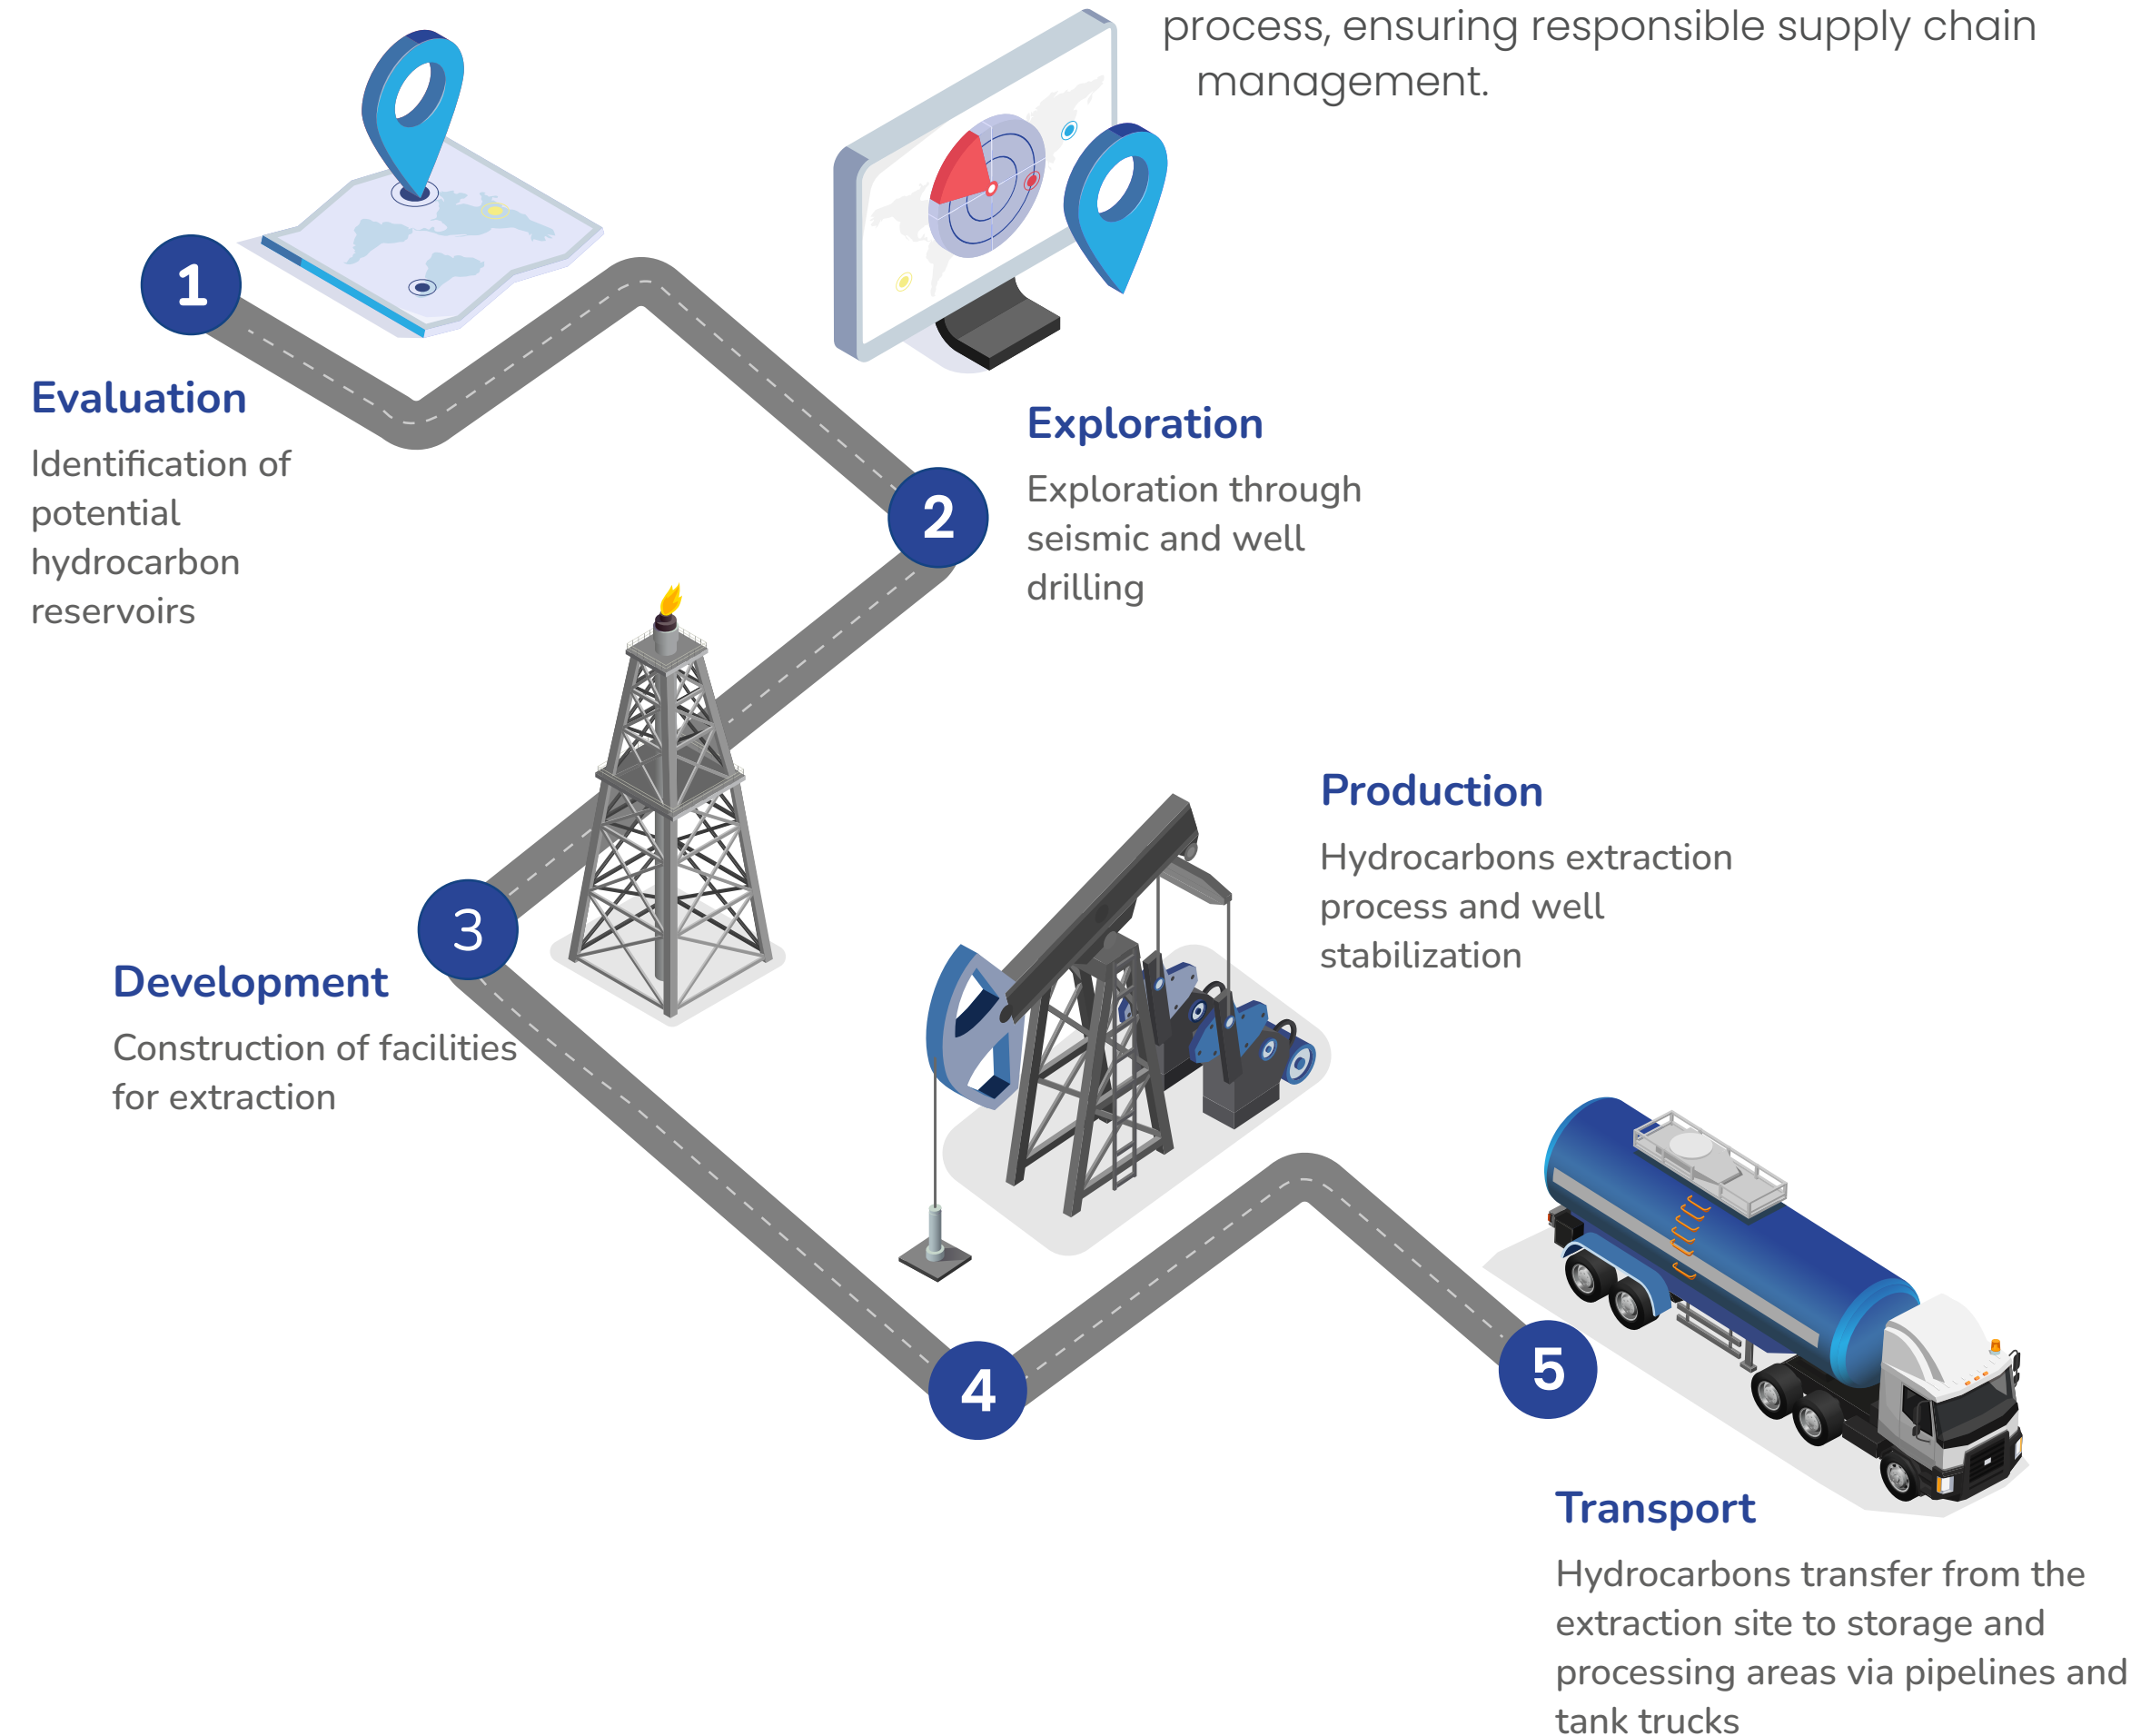 process, ensuring responsible supply chain
management.
1
Evaluation
Identification of
potential
hydrocarbon
reservoirs
2
Exploration
Exploration through
seismic and well
drilling
3
Development
Construction of facilities
for extraction
Production
Hydrocarbons extraction
process and well
stabilization
4
5
Transport
Hydrocarbons transfer from the
extraction site to storage and
processing areas via pipelines and
tank trucks